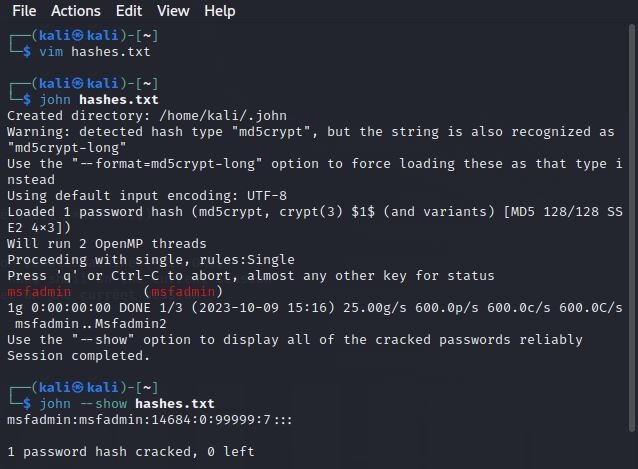 File Actions Edit View Help
┌──(kali㉿kali)-[~]
└─$ vim hashes.txt
┌──(kali㉿kali)-[~]
└─$ john hashes.txt
Created directory: /home/kali/.john
Warning: detected hash type "md5crypt", but the string is also recognized as
"md5crypt-long"
Use the "--format=md5crypt-long" option to force loading these as that type i
nstead
Using default input encoding: UTF-8
Loaded 1 password hash (md5crypt, crypt(3) $1$ (and variants) [MD5 128/128 SS
E2 4×3])
Will run 2 OpenMP threads
Proceeding with single, rules:Single
Press 'q' or Ctrl-C to abort, almost any other key for status
msfadmin (msfadmin)
1g 0:00:00:00 DONE 1/3 (2023-10-09 15:16) 25.00g/s 600.0p/s 600.0c/s 600.0C/s
msfadmin..Msfadmin2
Use the "--show" option to display all of the cracked passwords reliably
Session completed.
┌──(kali㉿kali)-[~]
└─$ john --show hashes.txt
msfadmin:msfadmin:14684:0:99999:7:::
1 password hash cracked, 0 left